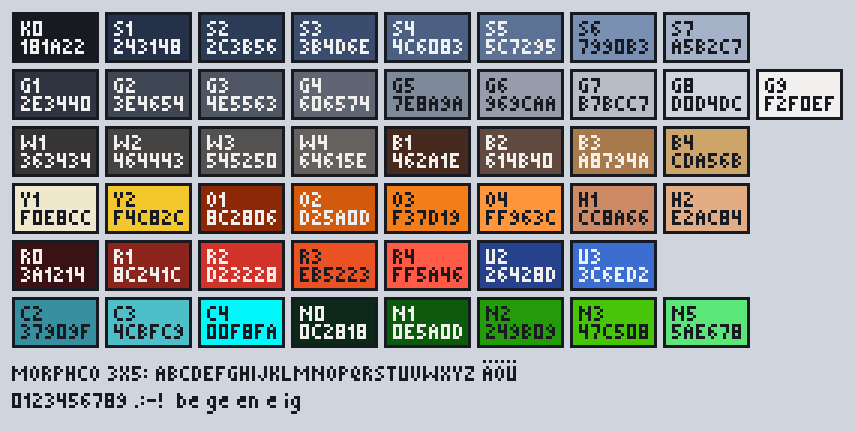 K0 S1 S2 S3 S4 S5 S6 S7
181A22 243148 2C3B56 3B4D6E 4C6083 5C7295 7990B3 A5B2C7
G1 G2 G3 G4 G5 G6 G7 G8 G9
2E3440 3E4654 4E5563 606574 7E8A9A 969CAA B7BCC7 D0D4DC F2F0EF
W1 W2 W3 W4 B1 B2 B3 B4
363434 464443 545250 64615E 462A1E 614B40 A8794A CDA56B
Y1 Y2 O1 O2 O3 O4 H1 H2
F0E8CC F4C82C 8C2806 D25A0D F37D19 FF963C CC8A66 E2AC84
R0 R1 R2 R3 R4 U2 U3
3A1214 8C241C D23228 EB5223 FF5A46 26428D 3C6ED2
C2 C3 C4 N0 N1 N2 N3 N5
37909F 4CBFC9 00F8FA 0C2818 0E5A0D 249B09 47C508 5AE678
MORPHCO 3X5: ABCDEFGHIJKLMNOPQRSTUVWXYZ ÄÖÜ
0123456789 .:-! be ge en e ig